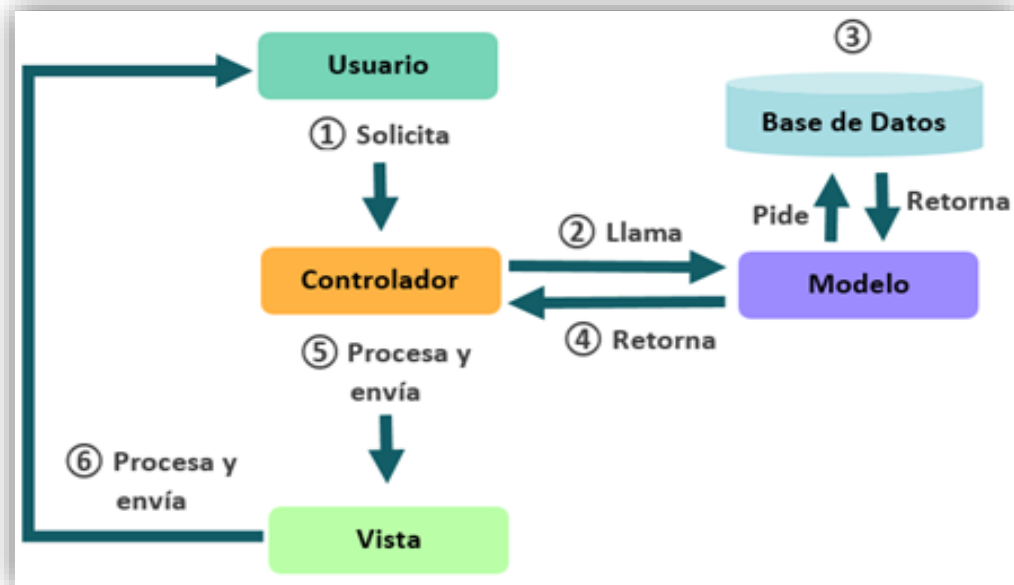 ③
Usuario
Base de Datos
① Solicita
Pide
Retorna
② Llama
Controlador
Modelo
④ Retorna
⑤ Procesa y
envía
⑥ Procesa y
envía
Vista